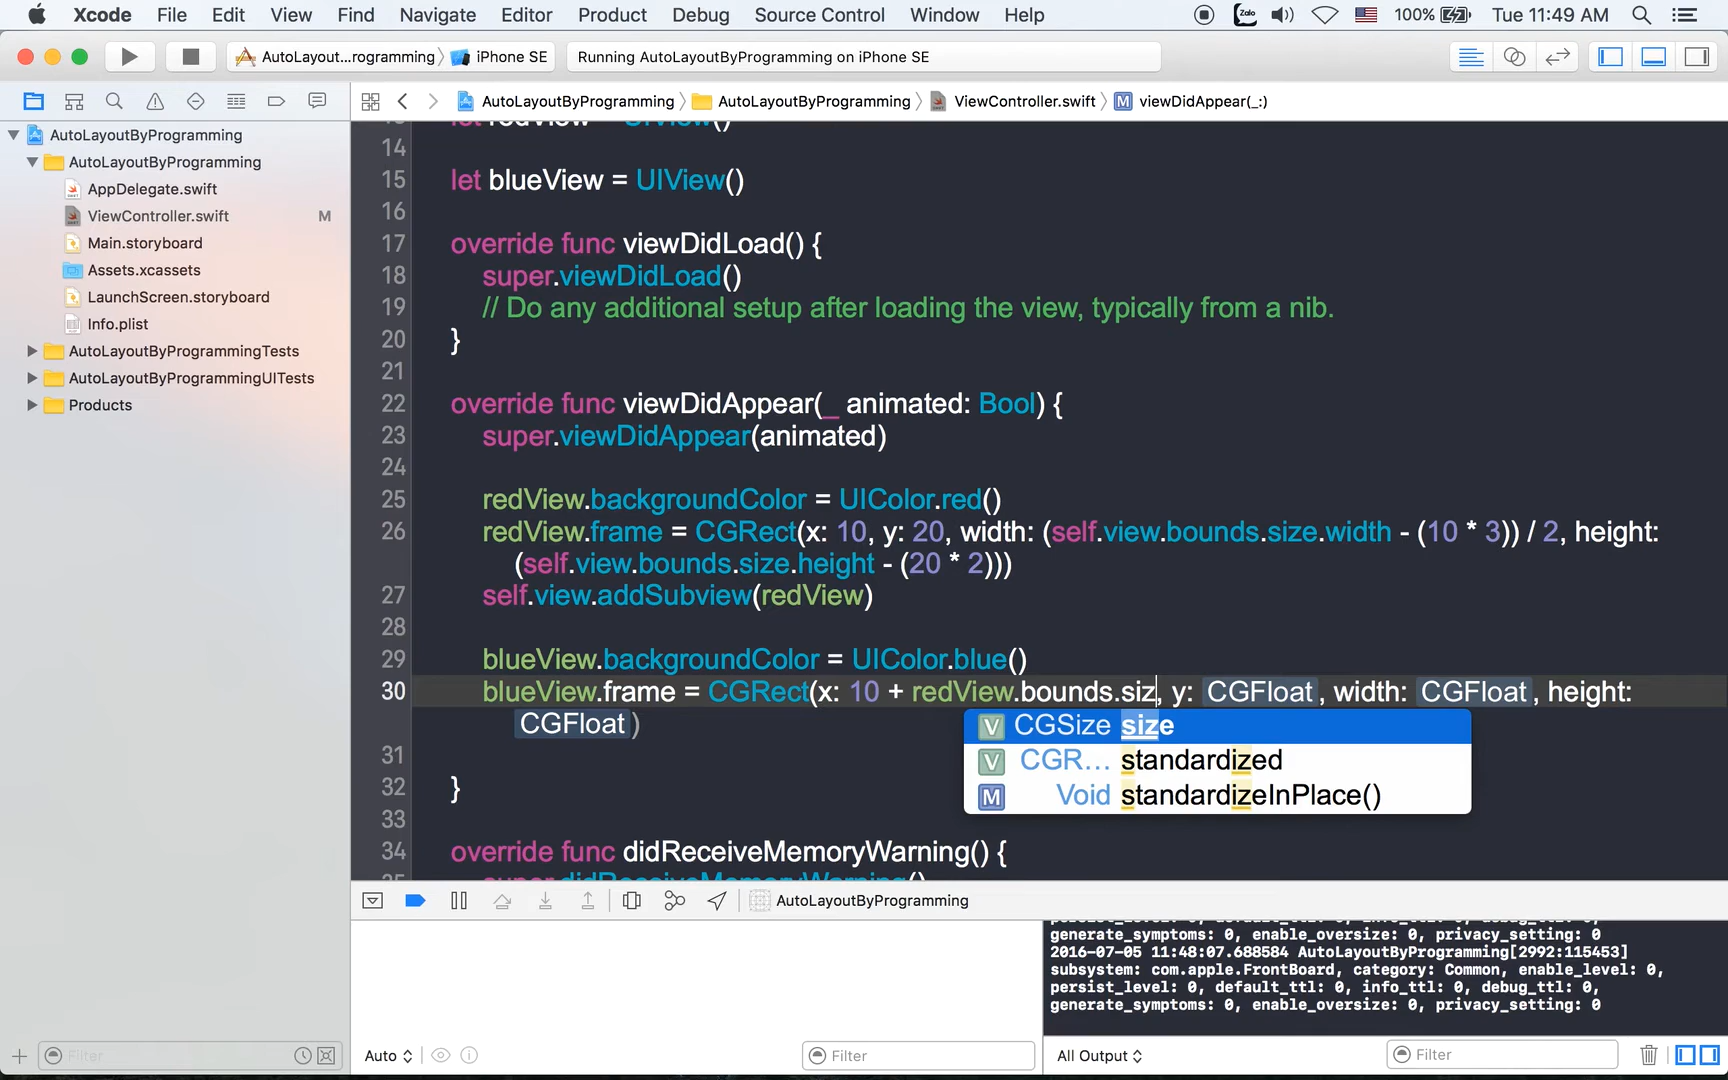 Xcode File Edit View Find Navigate Editor Product Debug Source Control Window Help Zalo 100% Tue 11:49 AM
AutoLayout...rogramming iPhone SE Running AutoLayoutByProgramming on iPhone SE
AutoLayoutByProgramming AutoLayoutByProgramming ViewController.swift M viewDidAppear(_:)
AutoLayoutByProgramming
AutoLayoutByProgramming
AppDelegate.swift
ViewController.swift M
Main.storyboard
Assets.xcassets
LaunchScreen.storyboard
Info.plist
AutoLayoutByProgrammingTests
AutoLayoutByProgrammingUITests
Products
let redView = UIView()
14
15 let blueView = UIView()
16
17 override func viewDidLoad() {
18 super.viewDidLoad()
19 // Do any additional setup after loading the view, typically from a nib.
20 }
21
22 override func viewDidAppear(_ animated: Bool) {
23 super.viewDidAppear(animated)
24
25 redView.backgroundColor = UIColor.red()
26 redView.frame = CGRect(x: 10, y: 20, width: (self.view.bounds.size.width - (10 * 3)) / 2, height:
(self.view.bounds.size.height - (20 * 2)))
27 self.view.addSubview(redView)
28
29 blueView.backgroundColor = UIColor.blue()
30 blueView.frame = CGRect(x: 10 + redView.bounds.siz, y: CGFloat, width: CGFloat, height:
CGFloat)
V CGSize size
V CGR... standardized
M Void standardizeInPlace()
31
32 }
33
34 override func didReceiveMemoryWarning() {
super.didReceiveMemoryWarning()
AutoLayoutByProgramming
generate_symptoms: 0, enable_oversize: 0, privacy_setting: 0
2016-07-05 11:48:07.688584 AutoLayoutByProgramming[2992:115453]
subsystem: com.apple.FrontBoard, category: Common, enable_level: 0,
persist_level: 0, default_ttl: 0, info_ttl: 0, debug_ttl: 0,
generate_symptoms: 0, enable_oversize: 0, privacy_setting: 0
Filter Auto Filter All Output Filter